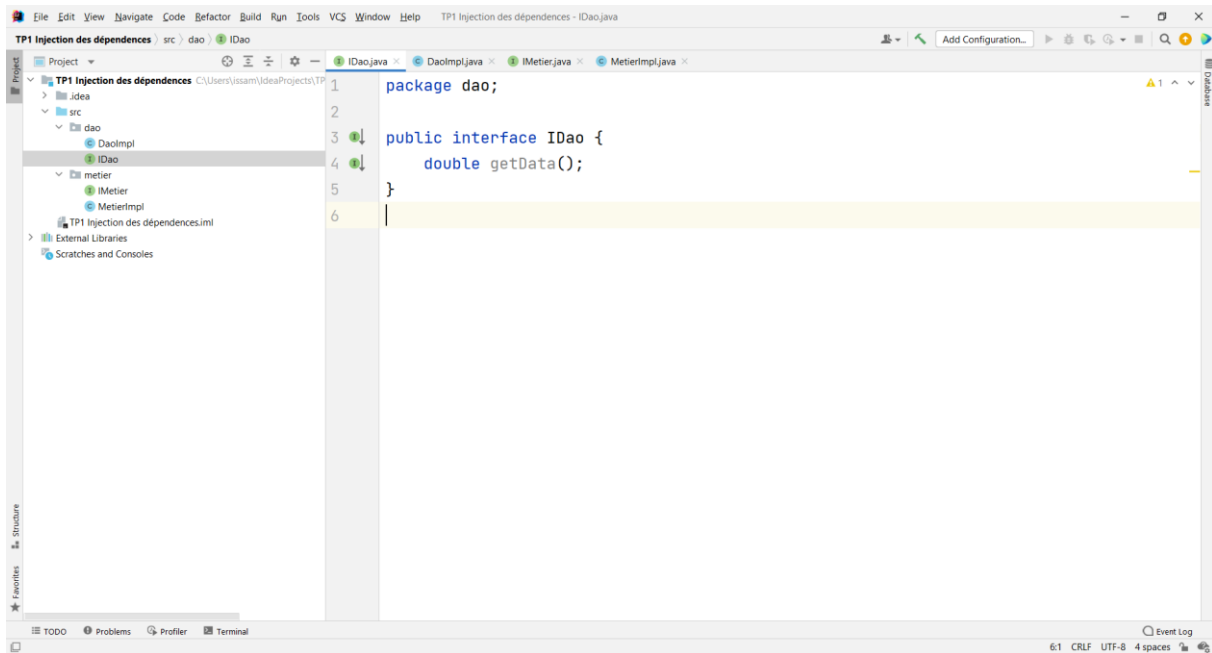 File Edit View Navigate Code Refactor Build Run Tools VCS Window Help TP1 Injection des dépendences - IDao.java
TP1 Injection des dépendences src dao IDao Add Configuration...
Project
IDao.java DaoImpl.java IMetier.java MetierImpl.java
TP1 Injection des dépendences C:\Users\issam\IdeaProjects\TP
.idea
src
dao
DaoImpl
IDao
metier
IMetier
MetierImpl
TP1 Injection des dépendences.iml
External Libraries
Scratches and Consoles
1 package dao;
2
3 public interface IDao {
4 double getData();
5 }
6
1
Project
Structure
Favorites
Database
TODO Problems Profiler Terminal Event Log
6:1 CRLF UTF-8 4 spaces